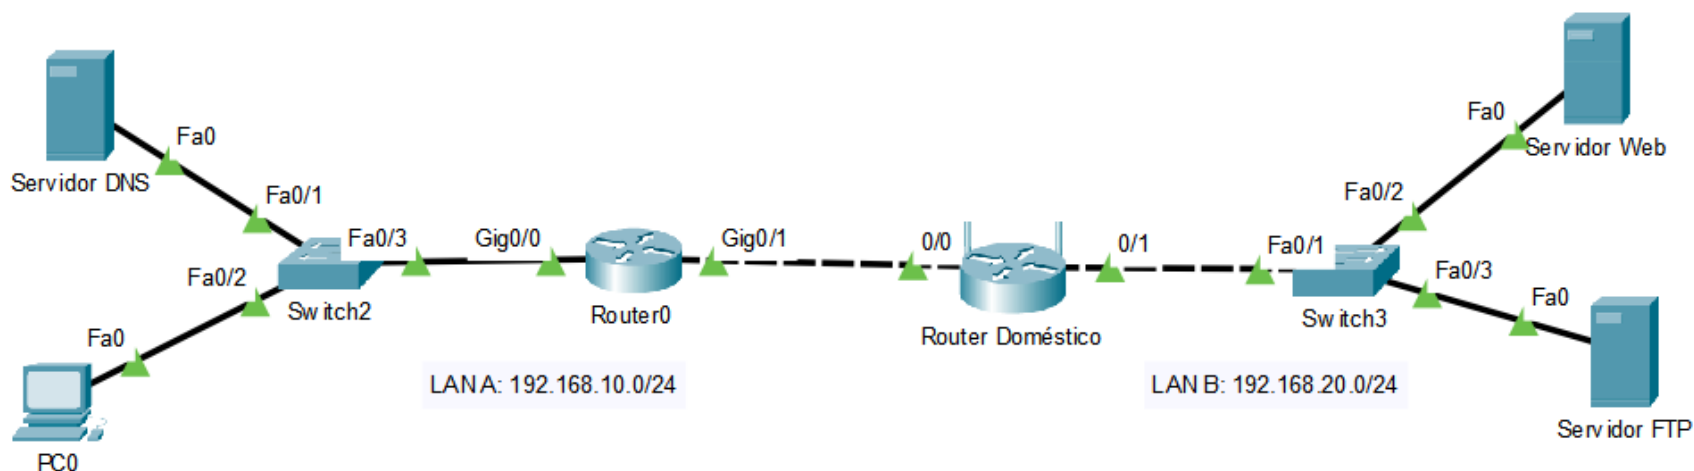 Servidor DNS
Fa0
Fa0/1
Fa0/2
Fa0
PC0
Switch2
Fa0/3
Gig0/0
Router0
Gig0/1
LAN A: 192.168.10.0/24
0/0
Router Doméstico
0/1
LAN B: 192.168.20.0/24
Fa0/1
Switch3
Fa0/2
Fa0
Servidor Web
Fa0/3
Fa0
Servidor FTP